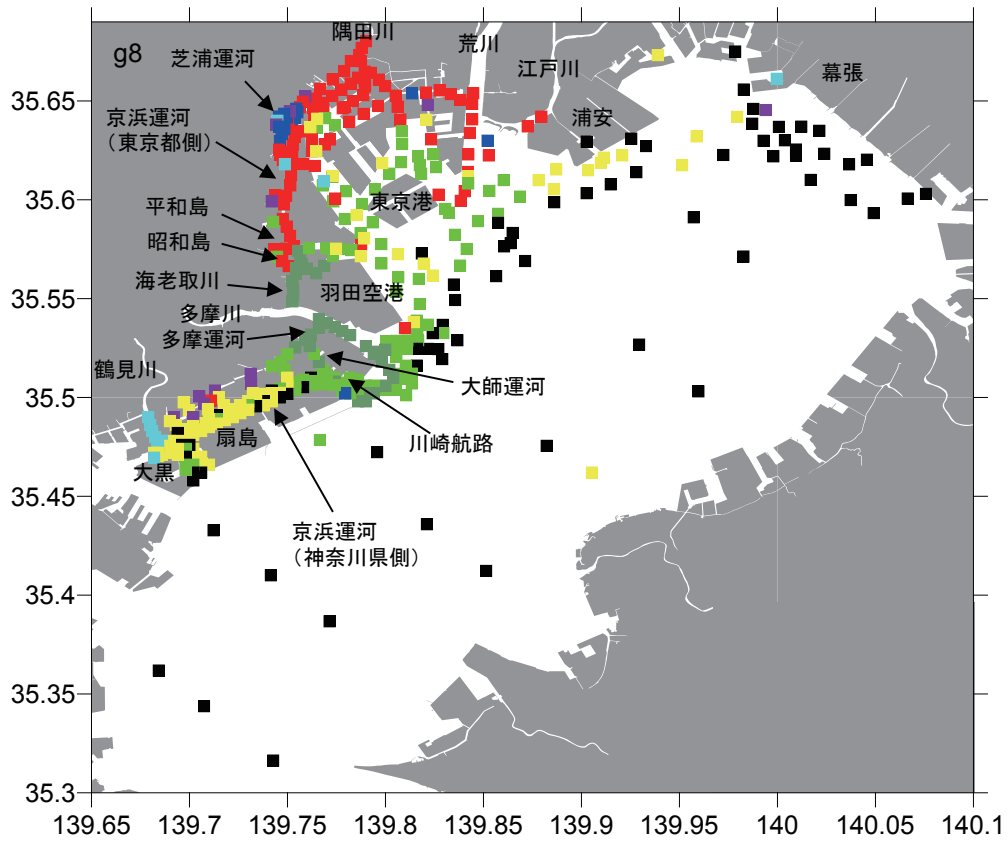 隅田川
g8
芝浦運河
荒川
江戸川
幕張
35.65
京浜運河
（東京都側）
浦安
35.6
平和島
東京港
昭和島
海老取川
羽田空港
35.55
多摩川
多摩運河
鶴見川
大師運河
35.5
扇島
川崎航路
大黒
35.45
京浜運河
（神奈川県側）
35.4
35.35
35.3
139.65 139.7 139.75 139.8 139.85 139.9 139.95 140 140.05 140.1